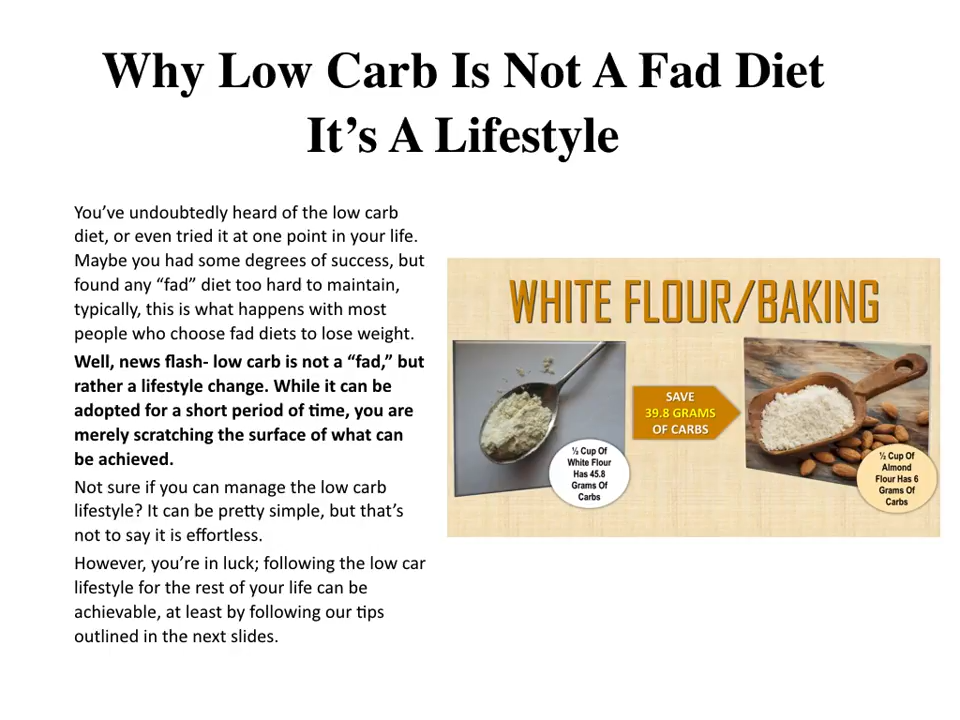 Why Low Carb Is Not A Fad Diet
It’s A Lifestyle
You’ve undoubtedly heard of the low carb
diet, or even tried it at one point in your life.
Maybe you had some degrees of success, but
found any “fad” diet too hard to maintain,
typically, this is what happens with most
people who choose fad diets to lose weight.
Well, news flash- low carb is not a “fad,” but
rather a lifestyle change. While it can be
adopted for a short period of time, you are
merely scratching the surface of what can
be achieved.
Not sure if you can manage the low carb
lifestyle? It can be pretty simple, but that’s
not to say it is effortless.
However, you’re in luck; following the low car
lifestyle for the rest of your life can be
achievable, at least by following our tips
outlined in the next slides.
WHITE FLOUR/BAKING
½ Cup Of
White Flour
Has 45.8
Grams Of
Carbs
SAVE
39.8 GRAMS
OF CARBS
½ Cup Of
Almond
Flour Has 6
Grams Of
Carbs